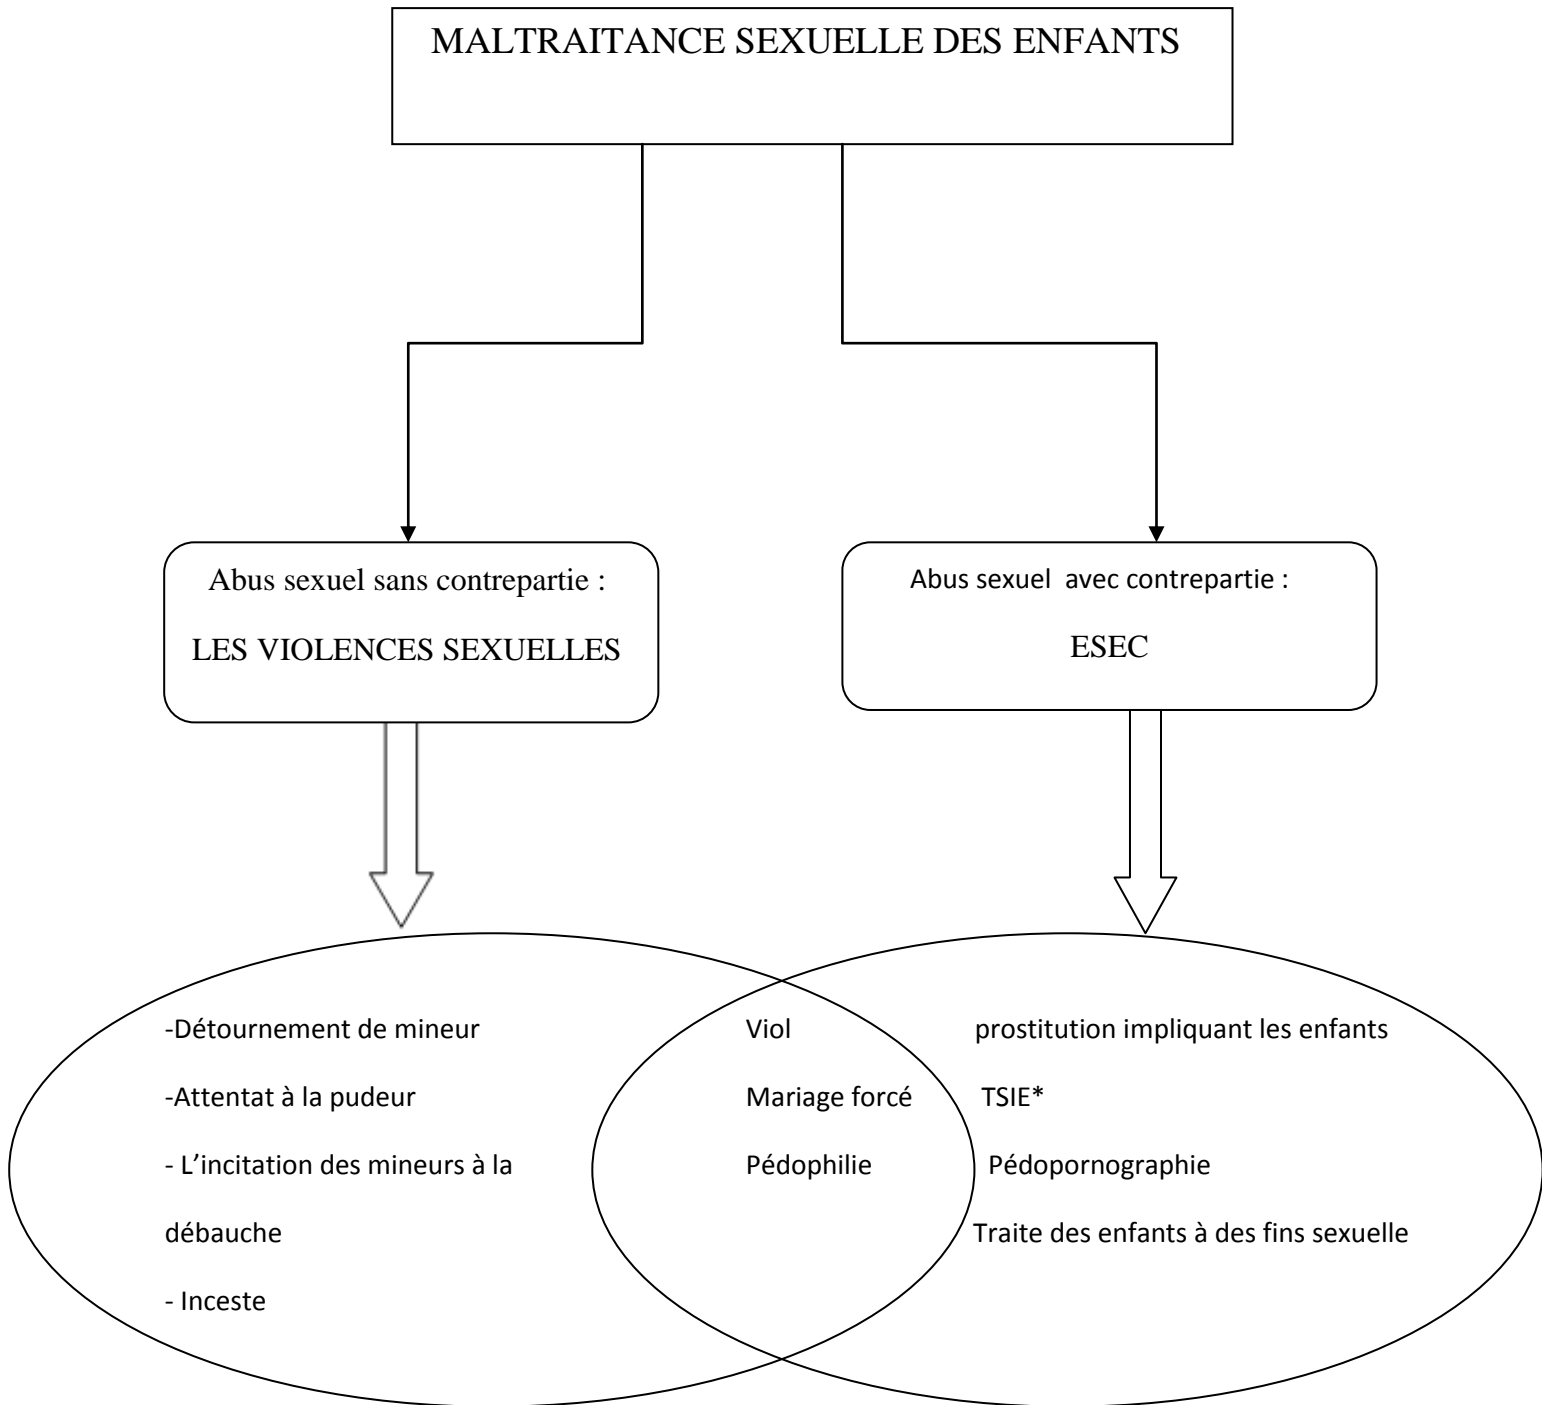 MALTRAITANCE SEXUELLE DES ENFANTS
Abus sexuel sans contrepartie :
LES VIOLENCES SEXUELLES
Abus sexuel  avec contrepartie :
ESEC
-Détournement de mineur
-Attentat à la pudeur
- L’incitation des mineurs à la
débauche
- Inceste
Viol
Mariage forcé
Pédophilie
prostitution impliquant les enfants
TSIE*
Pédopornographie
Traite des enfants à des fins sexuelle